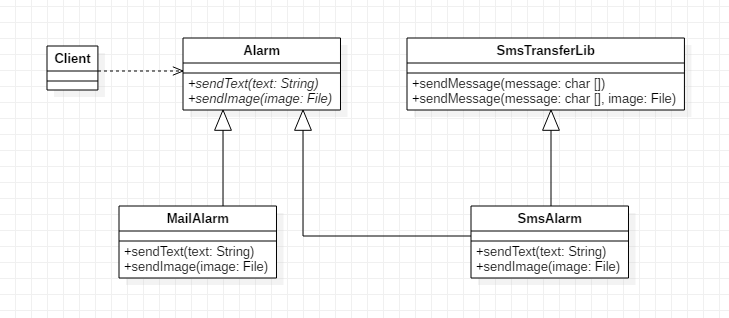 Client
Alarm
+sendText(text: String)
+sendImage(image: File)
SmsTransferLib
+sendMessage(message: char [])
+sendMessage(message: char [], image: File)
MailAlarm
+sendText(text: String)
+sendImage(image: File)
SmsAlarm
+sendText(text: String)
+sendImage(image: File)